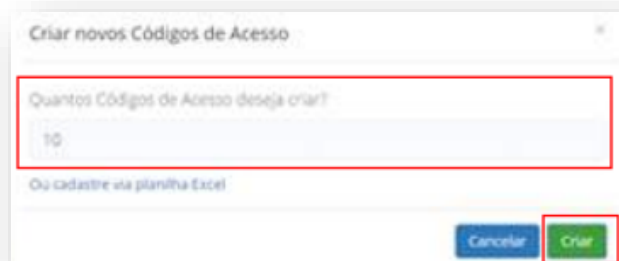 Criar novos Códigos de Acesso
×
Quantos Códigos de Acesso deseja criar?
10
Ou cadastre via planilha Excel
Cancelar Criar